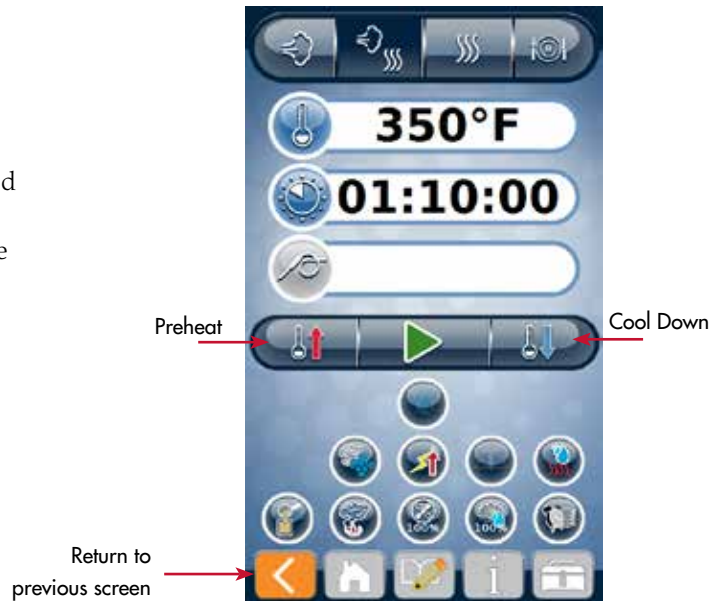 350°F
d
01:10:00
e
Preheat
Cool Down
100%
100%
Return to
previous screen
i